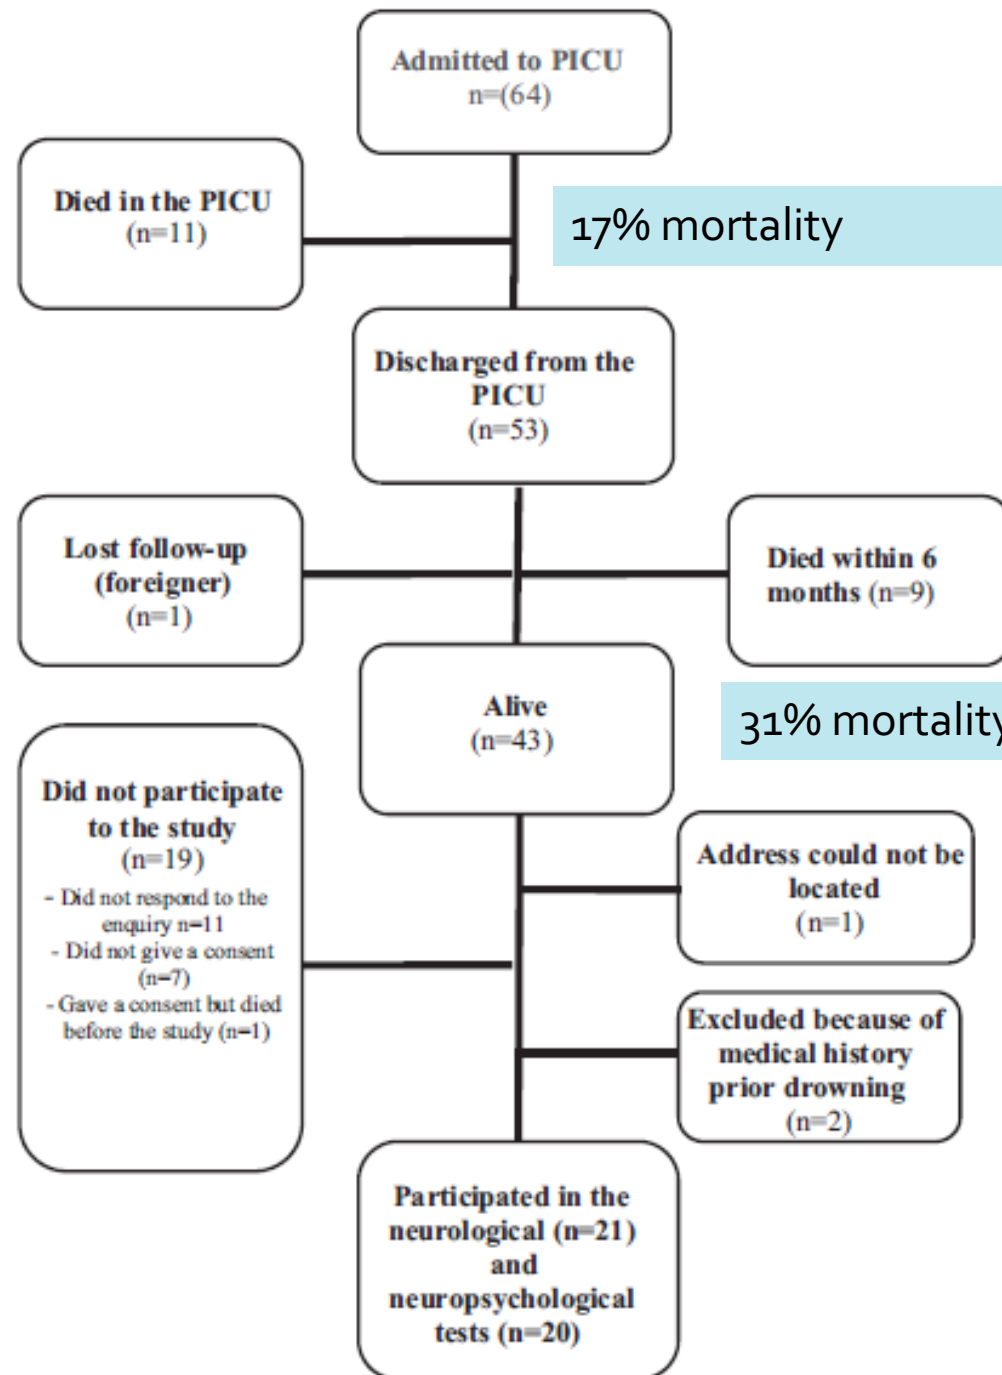 Admitted to PICU
n=(64)
Died in the PICU
(n=11)
17% mortality
Discharged from the
PICU
(n=53)
Lost follow-up
(foreigner)
(n=1)
Died within 6
months (n=9)
Alive
(n=43)
31% mortality
Did not participate
to the study
(n=19)
- Did not respond to the
enquiry n=11
- Did not give a consent
(n=7)
- Gave a consent but died
before the study (n=1)
Address could not be
located
(n=1)
Excluded because of
medical history
prior drowning
(n=2)
Participated in the
neurological (n=21)
and
neuropsychological
tests (n=20)